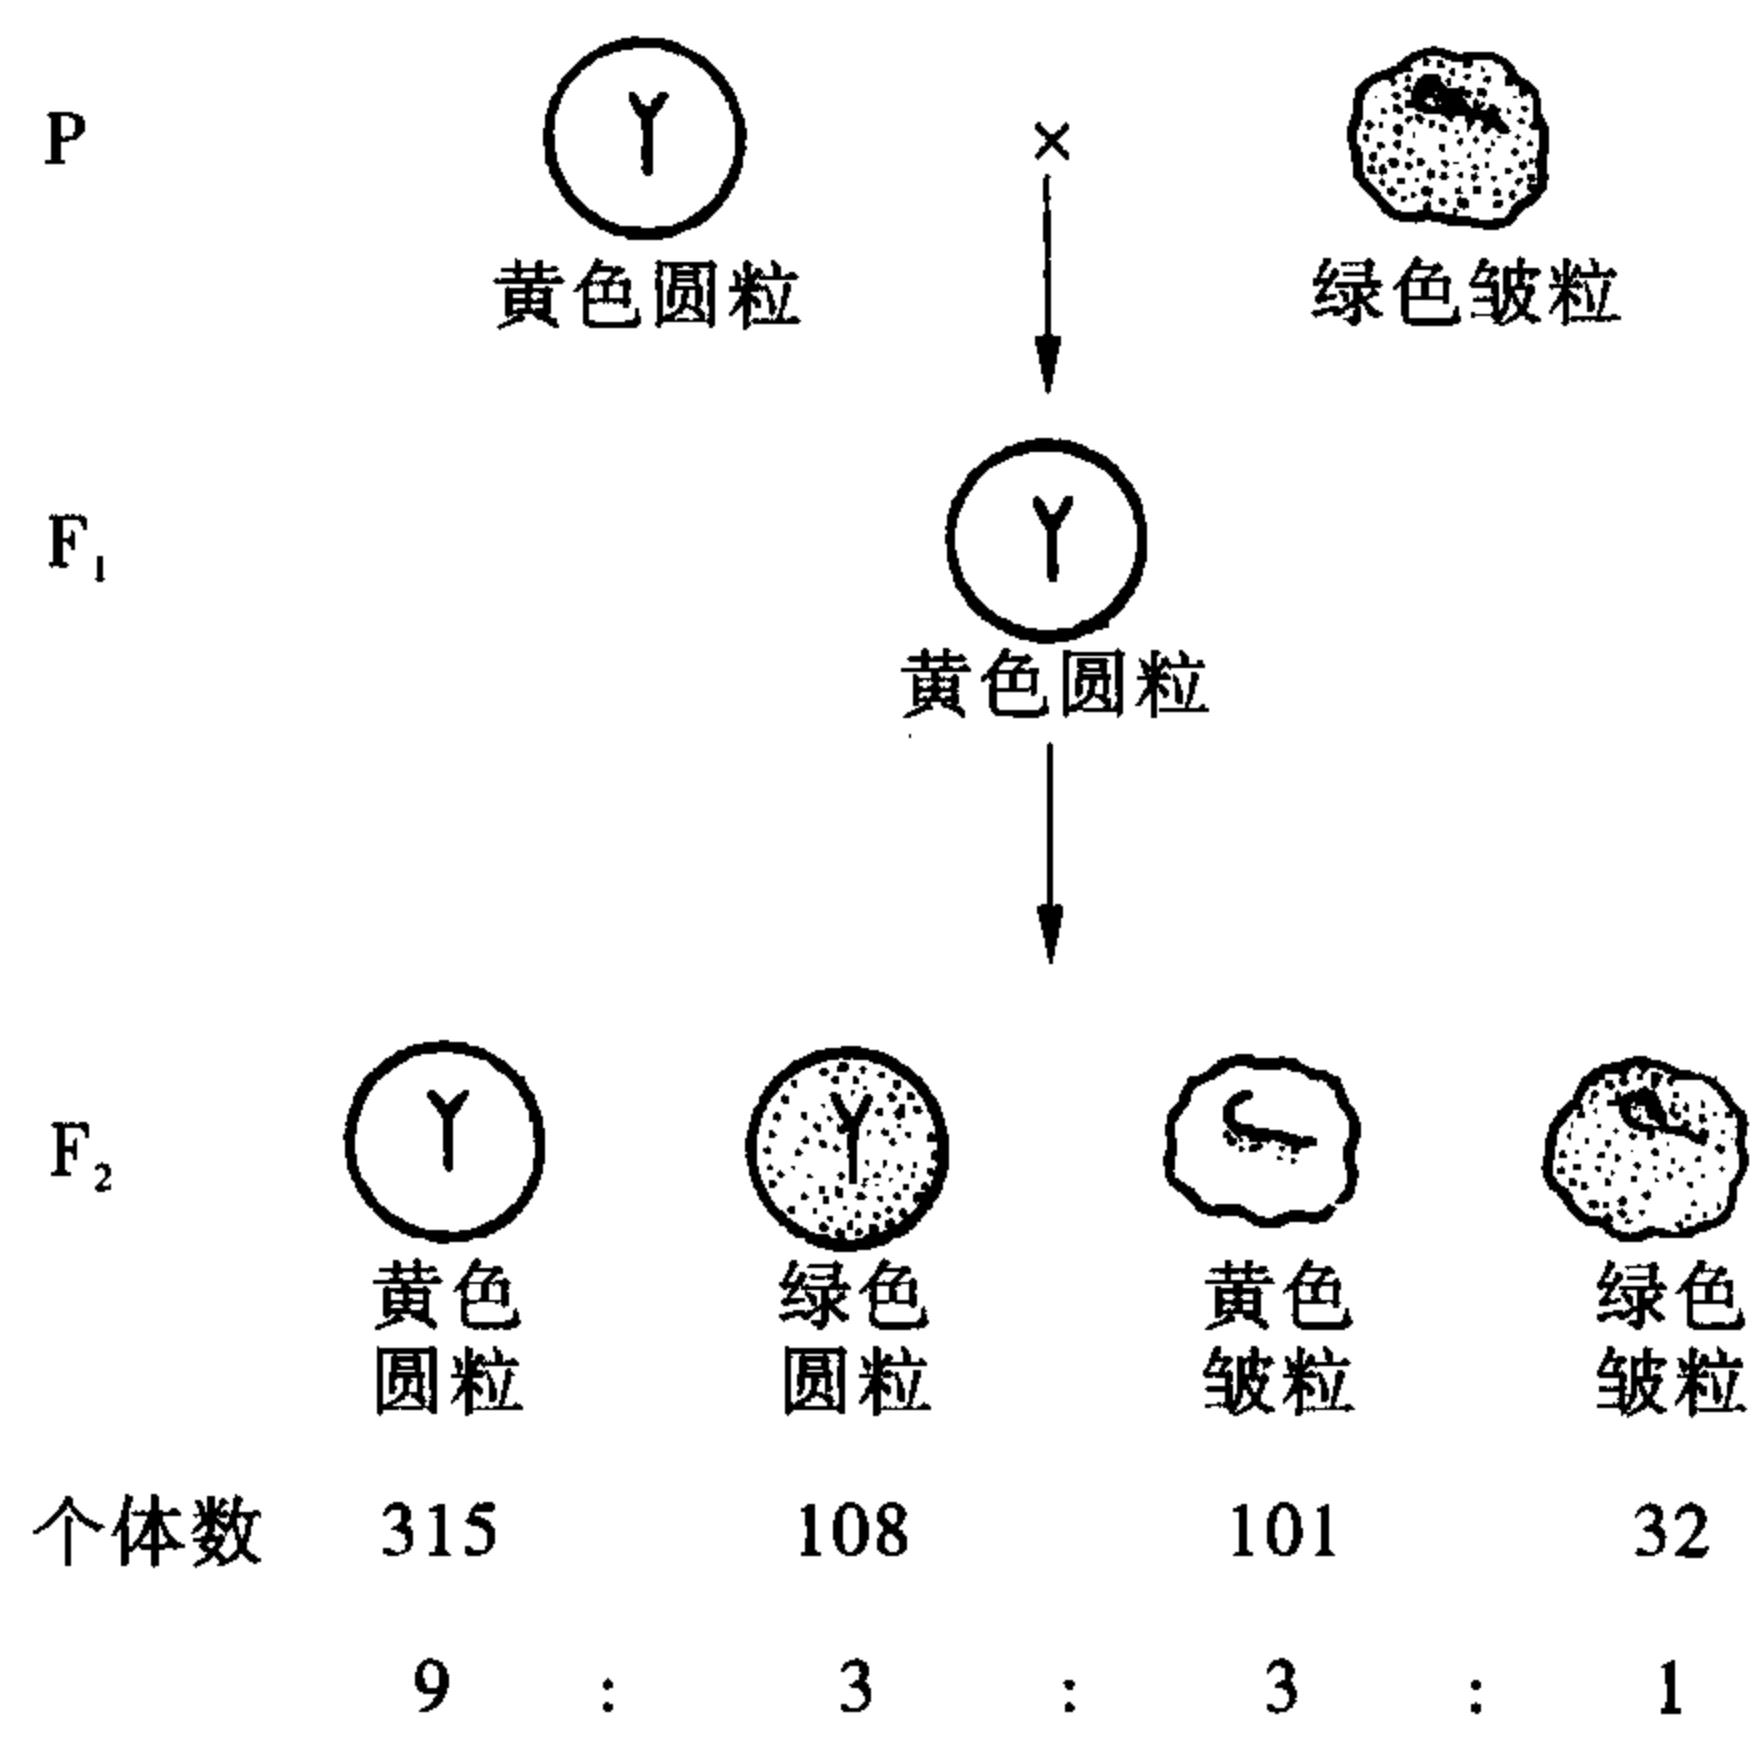 P × 
黄色圆粒 绿色皱粒
F₁
黄色圆粒
F₂
黄色 绿色 黄色 绿色
圆粒 圆粒 皱粒 皱粒
个体数 315 108 101 32
9 : 3 : 3 : 1